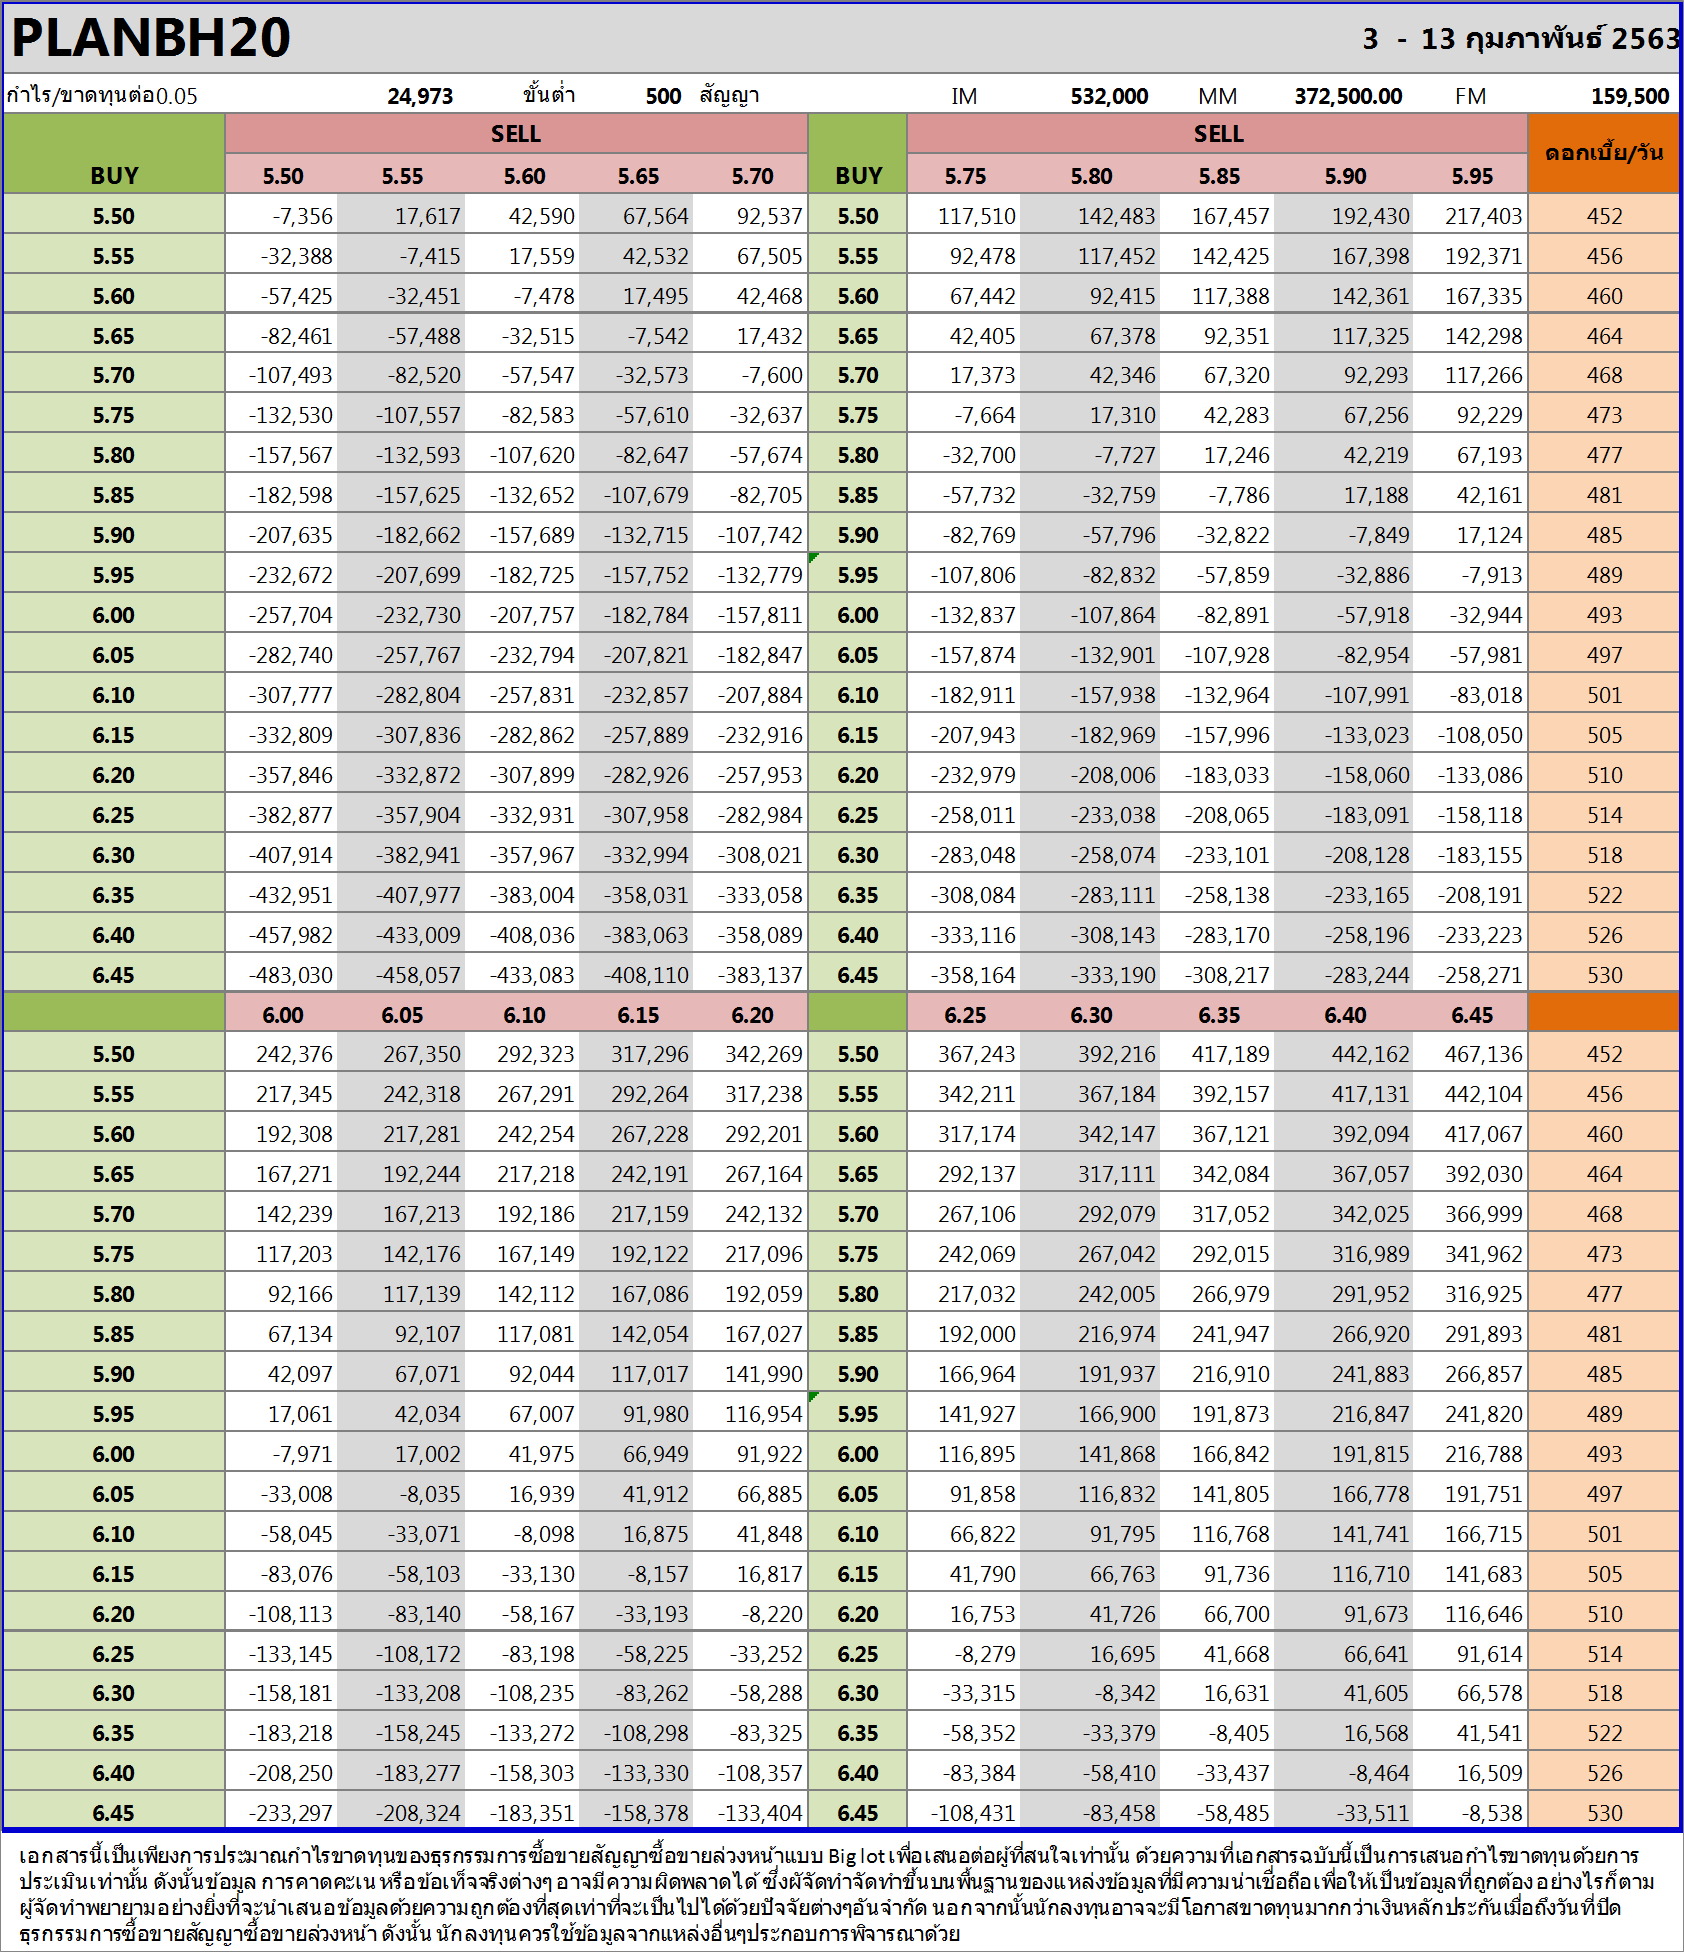 PLANBH20 3 - 13 กุมภาพันธ์ 2563
กำไร/ขาดทุนต่อ0.05 24,973 ขั้นต่ำ 500 สัญญา IM 532,000 MM 372,500.00 FM 159,500
SELL SELL ดอกเบี้ย/วัน
BUY 5.50 5.55 5.60 5.65 5.70 BUY 5.75 5.80 5.85 5.90 5.95
5.50 -7,356 17,617 42,590 67,564 92,537 5.50 117,510 142,483 167,457 192,430 217,403 452
5.55 -32,388 -7,415 17,559 42,532 67,505 5.55 92,478 117,452 142,425 167,398 192,371 456
5.60 -57,425 -32,451 -7,478 17,495 42,468 5.60 67,442 92,415 117,388 142,361 167,335 460
5.65 -82,461 -57,488 -32,515 -7,542 17,432 5.65 42,405 67,378 92,351 117,325 142,298 464
5.70 -107,493 -82,520 -57,547 -32,573 -7,600 5.70 17,373 42,346 67,320 92,293 117,266 468
5.75 -132,530 -107,557 -82,583 -57,610 -32,637 5.75 -7,664 17,310 42,283 67,256 92,229 473
5.80 -157,567 -132,593 -107,620 -82,647 -57,674 5.80 -32,700 -7,727 17,246 42,219 67,193 477
5.85 -182,598 -157,625 -132,652 -107,679 -82,705 5.85 -57,732 -32,759 -7,786 17,188 42,161 481
5.90 -207,635 -182,662 -157,689 -132,715 -107,742 5.90 -82,769 -57,796 -32,822 -7,849 17,124 485
5.95 -232,672 -207,699 -182,725 -157,752 -132,779 5.95 -107,806 -82,832 -57,859 -32,886 -7,913 489
6.00 -257,704 -232,730 -207,757 -182,784 -157,811 6.00 -132,837 -107,864 -82,891 -57,918 -32,944 493
6.05 -282,740 -257,767 -232,794 -207,821 -182,847 6.05 -157,874 -132,901 -107,928 -82,954 -57,981 497
6.10 -307,777 -282,804 -257,831 -232,857 -207,884 6.10 -182,911 -157,938 -132,964 -107,991 -83,018 501
6.15 -332,809 -307,836 -282,862 -257,889 -232,916 6.15 -207,943 -182,969 -157,996 -133,023 -108,050 505
6.20 -357,846 -332,872 -307,899 -282,926 -257,953 6.20 -232,979 -208,006 -183,033 -158,060 -133,086 510
6.25 -382,877 -357,904 -332,931 -307,958 -282,984 6.25 -258,011 -233,038 -208,065 -183,091 -158,118 514
6.30 -407,914 -382,941 -357,967 -332,994 -308,021 6.30 -283,048 -258,074 -233,101 -208,128 -183,155 518
6.35 -432,951 -407,977 -383,004 -358,031 -333,058 6.35 -308,084 -283,111 -258,138 -233,165 -208,191 522
6.40 -457,982 -433,009 -408,036 -383,063 -358,089 6.40 -333,116 -308,143 -283,170 -258,196 -233,223 526
6.45 -483,030 -458,057 -433,083 -408,110 -383,137 6.45 -358,164 -333,190 -308,217 -283,244 -258,271 530
6.00 6.05 6.10 6.15 6.20 6.25 6.30 6.35 6.40 6.45
5.50 242,376 267,350 292,323 317,296 342,269 5.50 367,243 392,216 417,189 442,162 467,136 452
5.55 217,345 242,318 267,291 292,264 317,238 5.55 342,211 367,184 392,157 417,131 442,104 456
5.60 192,308 217,281 242,254 267,228 292,201 5.60 317,174 342,147 367,121 392,094 417,067 460
5.65 167,271 192,244 217,218 242,191 267,164 5.65 292,137 317,111 342,084 367,057 392,030 464
5.70 142,239 167,213 192,186 217,159 242,132 5.70 267,106 292,079 317,052 342,025 366,999 468
5.75 117,203 142,176 167,149 192,122 217,096 5.75 242,069 267,042 292,015 316,989 341,962 473
5.80 92,166 117,139 142,112 167,086 192,059 5.80 217,032 242,005 266,979 291,952 316,925 477
5.85 67,134 92,107 117,081 142,054 167,027 5.85 192,000 216,974 241,947 266,920 291,893 481
5.90 42,097 67,071 92,044 117,017 141,990 5.90 166,964 191,937 216,910 241,883 266,857 485
5.95 17,061 42,034 67,007 91,980 116,954 5.95 141,927 166,900 191,873 216,847 241,820 489
6.00 -7,971 17,002 41,975 66,949 91,922 6.00 116,895 141,868 166,842 191,815 216,788 493
6.05 -33,008 -8,035 16,939 41,912 66,885 6.05 91,858 116,832 141,805 166,778 191,751 497
6.10 -58,045 -33,071 -8,098 16,875 41,848 6.10 66,822 91,795 116,768 141,741 166,715 501
6.15 -83,076 -58,103 -33,130 -8,157 16,817 6.15 41,790 66,763 91,736 116,710 141,683 505
6.20 -108,113 -83,140 -58,167 -33,193 -8,220 6.20 16,753 41,726 66,700 91,673 116,646 510
6.25 -133,145 -108,172 -83,198 -58,225 -33,252 6.25 -8,279 16,695 41,668 66,641 91,614 514
6.30 -158,181 -133,208 -108,235 -83,262 -58,288 6.30 -33,315 -8,342 16,631 41,605 66,578 518
6.35 -183,218 -158,245 -133,272 -108,298 -83,325 6.35 -58,352 -33,379 -8,405 16,568 41,541 522
6.40 -208,250 -183,277 -158,303 -133,330 -108,357 6.40 -83,384 -58,410 -33,437 -8,464 16,509 526
6.45 -233,297 -208,324 -183,351 -158,378 -133,404 6.45 -108,431 -83,458 -58,485 -33,511 -8,538 530
เอกสารนี้เป็นเพียงการประมาณกำไรขาดทุนของธุรกรรมการซื้อขายสัญญาซื้อขายล่วงหน้าแบบ Big lot เพื่อเสนอต่อผู้ที่สนใจเท่านั้น ด้วยความที่เอกสารฉบับนี้เป็นการเสนอกำไรขาดทุนด้วยการ
ประเมินเท่านั้น ดังนั้นข้อมูล การคาดคะเน หรือข้อเท็จจริงต่างๆ อาจมีความผิดพลาดได้ ซึ่งผู้จัดทำจัดทำขึ้นบนพื้นฐานของแหล่งข้อมูลที่มีความน่าเชื่อถือเพื่อให้เป็นข้อมูลที่ถูกต้อง อย่างไรก็ตาม
ผู้จัดทำพยายามอย่างยิ่งที่จะนำเสนอข้อมูลด้วยความถูกต้องที่สุดเท่าที่จะเป็นไปได้ด้วยปัจจัยต่างๆอันจำกัด นอกจากนั้นนักลงทุนอาจจะมีโอกาสขาดทุนมากกว่าเงินหลักประกันเมื่อถึงวันที่ปิด
ธุรกรรมการซื้อขายสัญญาซื้อขายล่วงหน้า ดังนั้น นักลงทุนควรใช้ข้อมูลจากแหล่งอื่นๆประกอบการพิจารณาด้วย